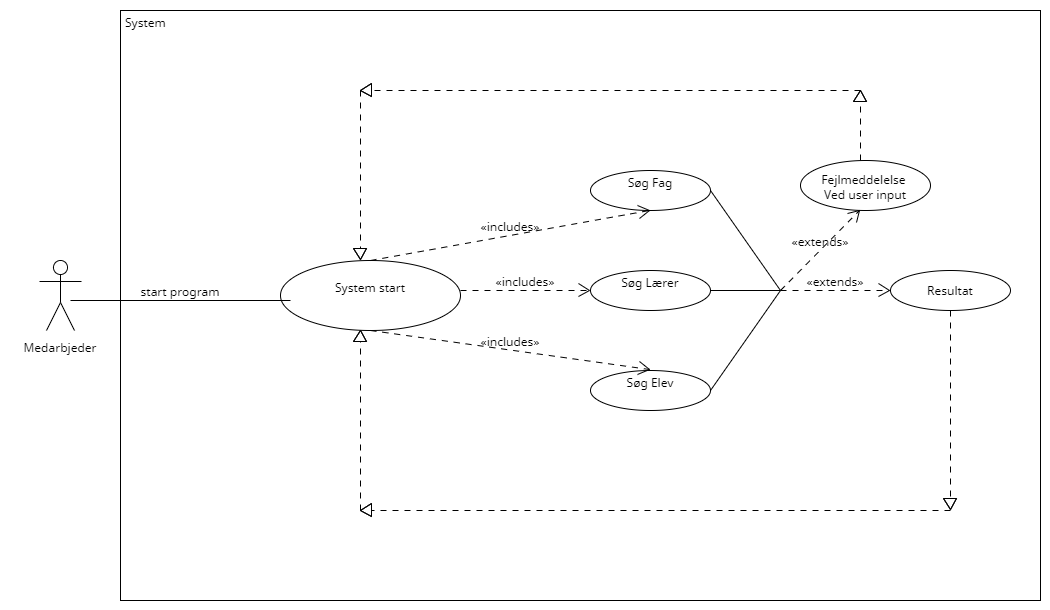 System
Fejlmeddelelse
Ved user input
Søg Fag
«includes»
«extends»
System start
«includes»
Søg Lærer
«extends»
Resultat
start program
Medarbjeder
«includes»
Søg Elev